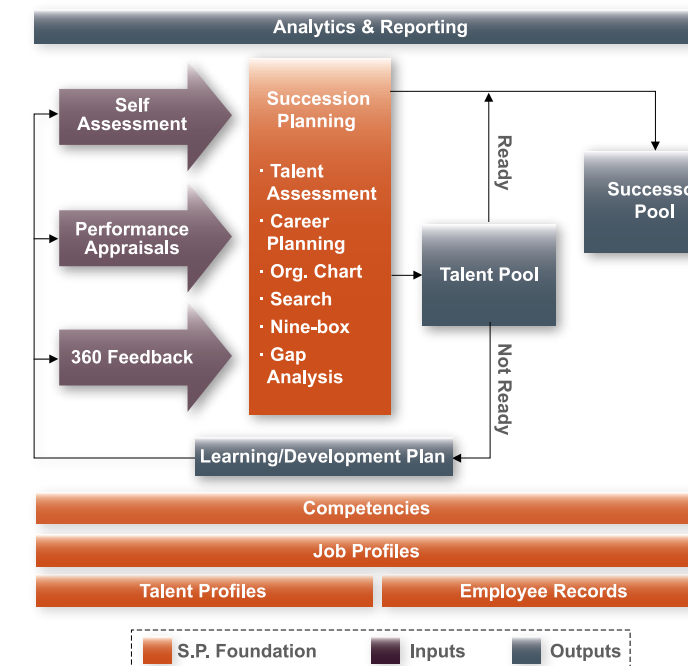 Analytics & Reporting
Self
Assessment
Performance
Appraisals
360 Feedback
Succession
Planning
· Talent
Assessment
· Career
Planning
· Org. Chart
· Search
· Nine-box
· Gap
Analysis
Ready
Talent Pool
Not Ready
Pool
Learning/Development Plan
Competencies
Job Profiles
Talent Profiles
Employee Records
S.P. Foundation
Inputs
Outputs